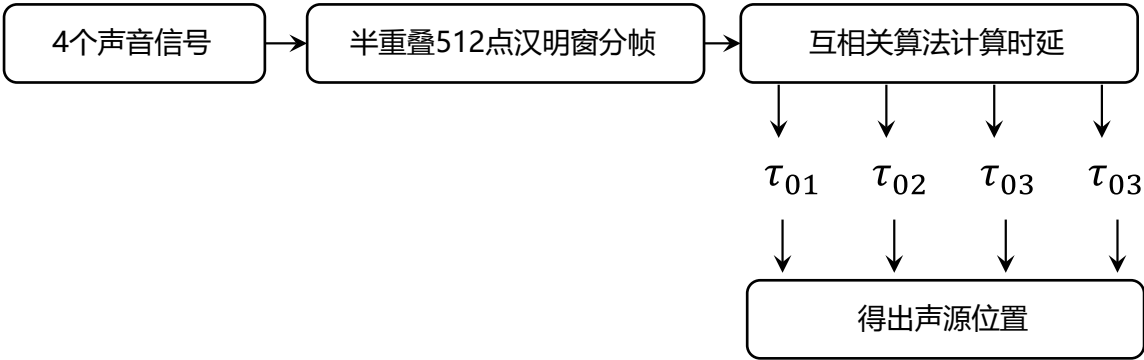 4个声音信号
半重叠512点汉明窗分帧
互相关算法计算时延
τ₀₁ τ₀₂ τ₀₃ τ₀₃
得出声源位置